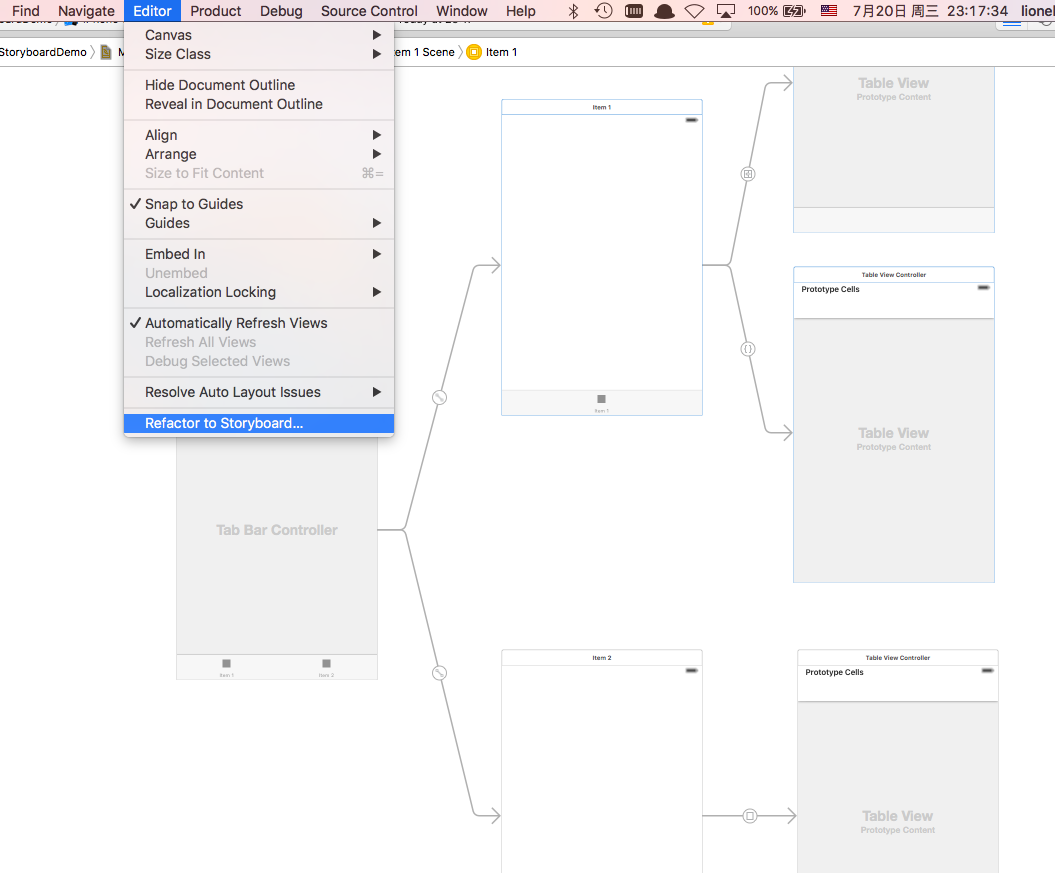 Find Navigate Editor Product Debug Source Control Window Help 100% 7月20日 周三 23:17:34 lionel
StoryboardDemo M
Item 1 Scene Item 1
Canvas
Size Class
Hide Document Outline
Reveal in Document Outline
Align
Arrange
Size to Fit Content ⌘=
✓ Snap to Guides
Guides
Embed In
Unembed
Localization Locking
✓ Automatically Refresh Views
Refresh All Views
Debug Selected Views
Resolve Auto Layout Issues
Refactor to Storyboard...
Tab Bar Controller
Item 1 Item 2
Item 1
Item 1
Table View
Prototype Content
Table View Controller
Prototype Cells
Table View
Prototype Content
Item 2
Table View Controller
Prototype Cells
Table View
Prototype Content